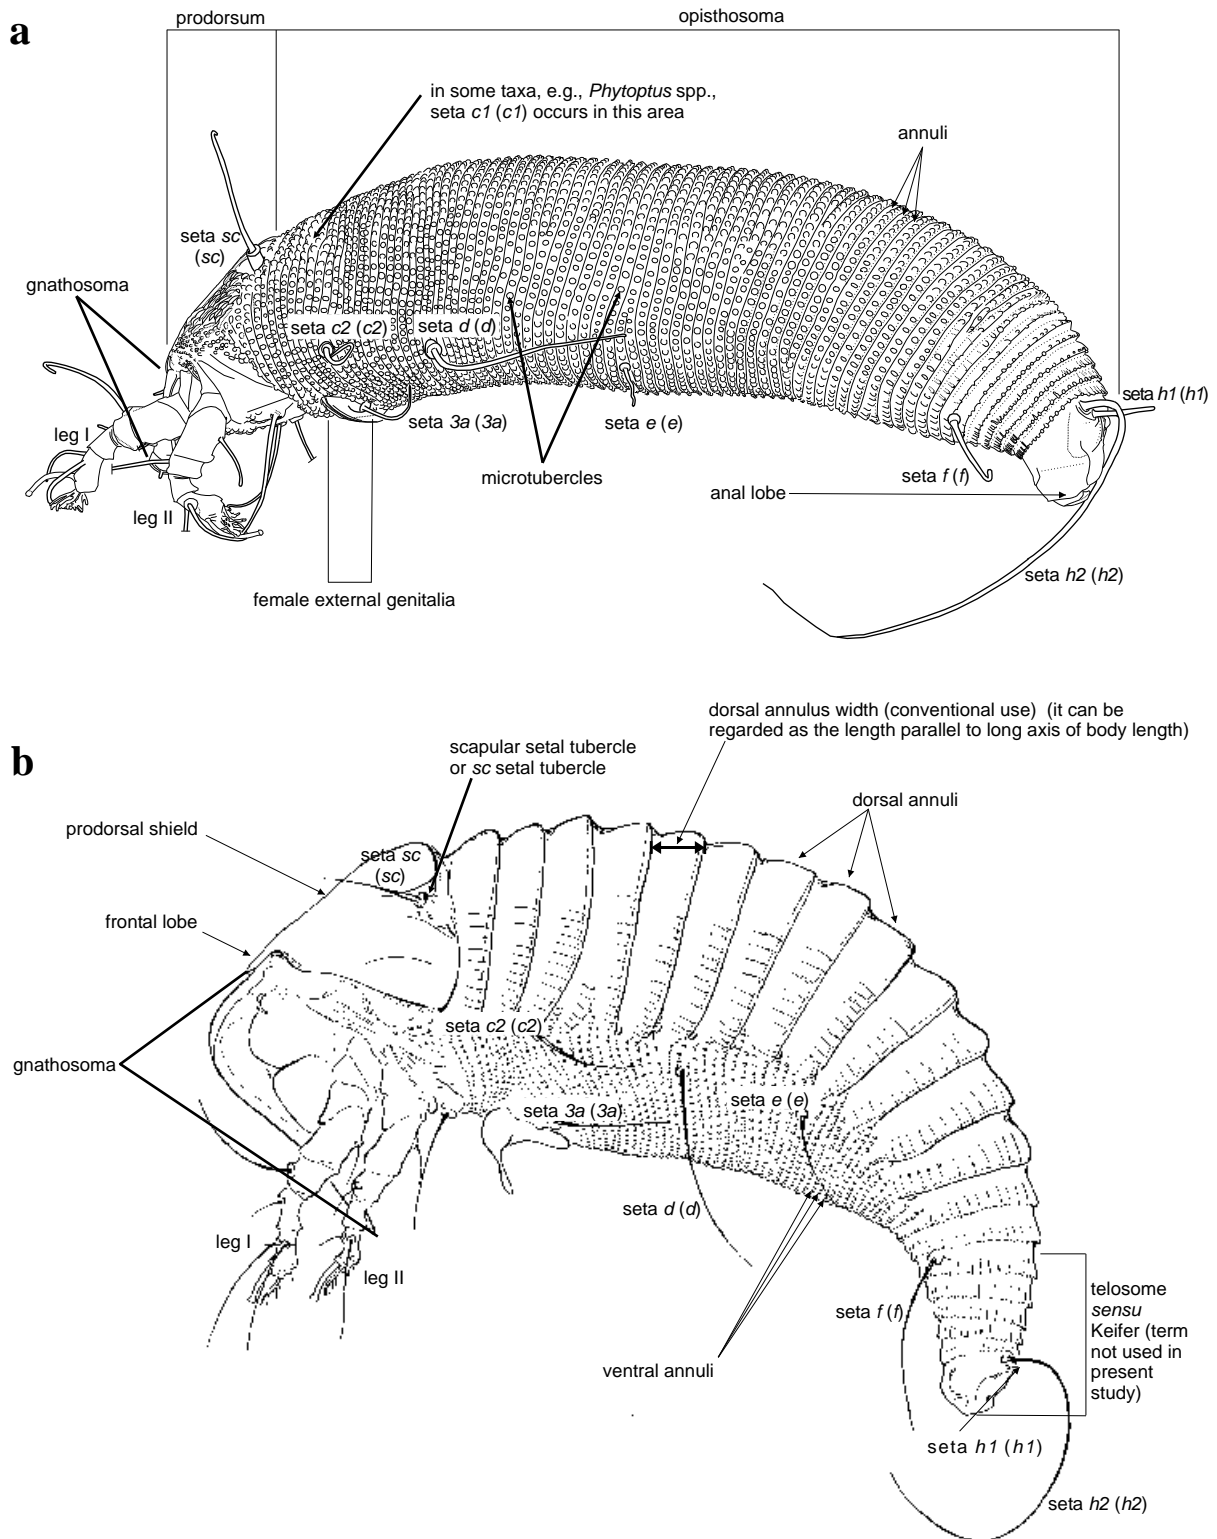 a
prodorsum
opisthosoma
in some taxa, e.g., Phytoptus spp.,
seta c1 (c1) occurs in this area
annuli
seta sc
(sc)
gnathosoma
seta c2 (c2)
seta d (d)
seta h1 (h1)
seta 3a (3a)
seta e (e)
leg I
microtubercles
seta f (f)
anal lobe
leg II
seta h2 (h2)
female external genitalia
b
dorsal annulus width (conventional use) (it can be
regarded as the length parallel to long axis of body length)
scapular setal tubercle
or sc setal tubercle
dorsal annuli
prodorsal shield
seta sc
(sc)
frontal lobe
seta c2 (c2)
gnathosoma
seta 3a (3a)
seta e (e)
seta d (d)
leg I
leg II
seta f (f)
telosome
sensu
Keifer (term
not used in
present
study)
ventral annuli
seta h1 (h1)
seta h2 (h2)